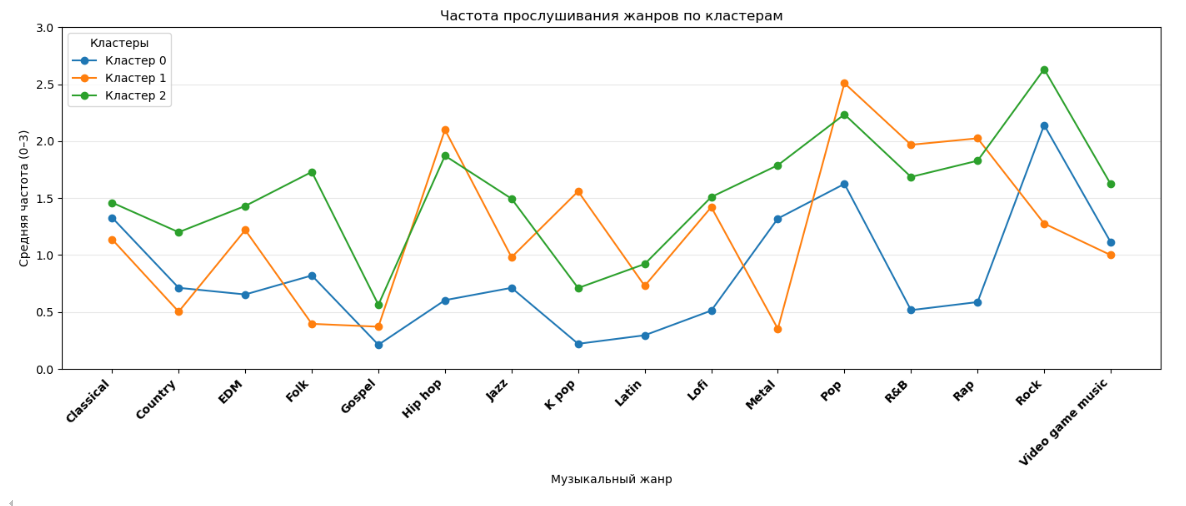 Частота прослушивания жанров по кластерам
Кластеры
Кластер 0
Кластер 1
Кластер 2
Средняя частота (0–3)
3.0
2.5
2.0
1.5
1.0
0.5
0.0
Classical
Country
EDM
Folk
Gospel
Hip hop
Jazz
K pop
Latin
Lofi
Metal
Pop
R&B
Rap
Rock
Video game music
Музыкальный жанр